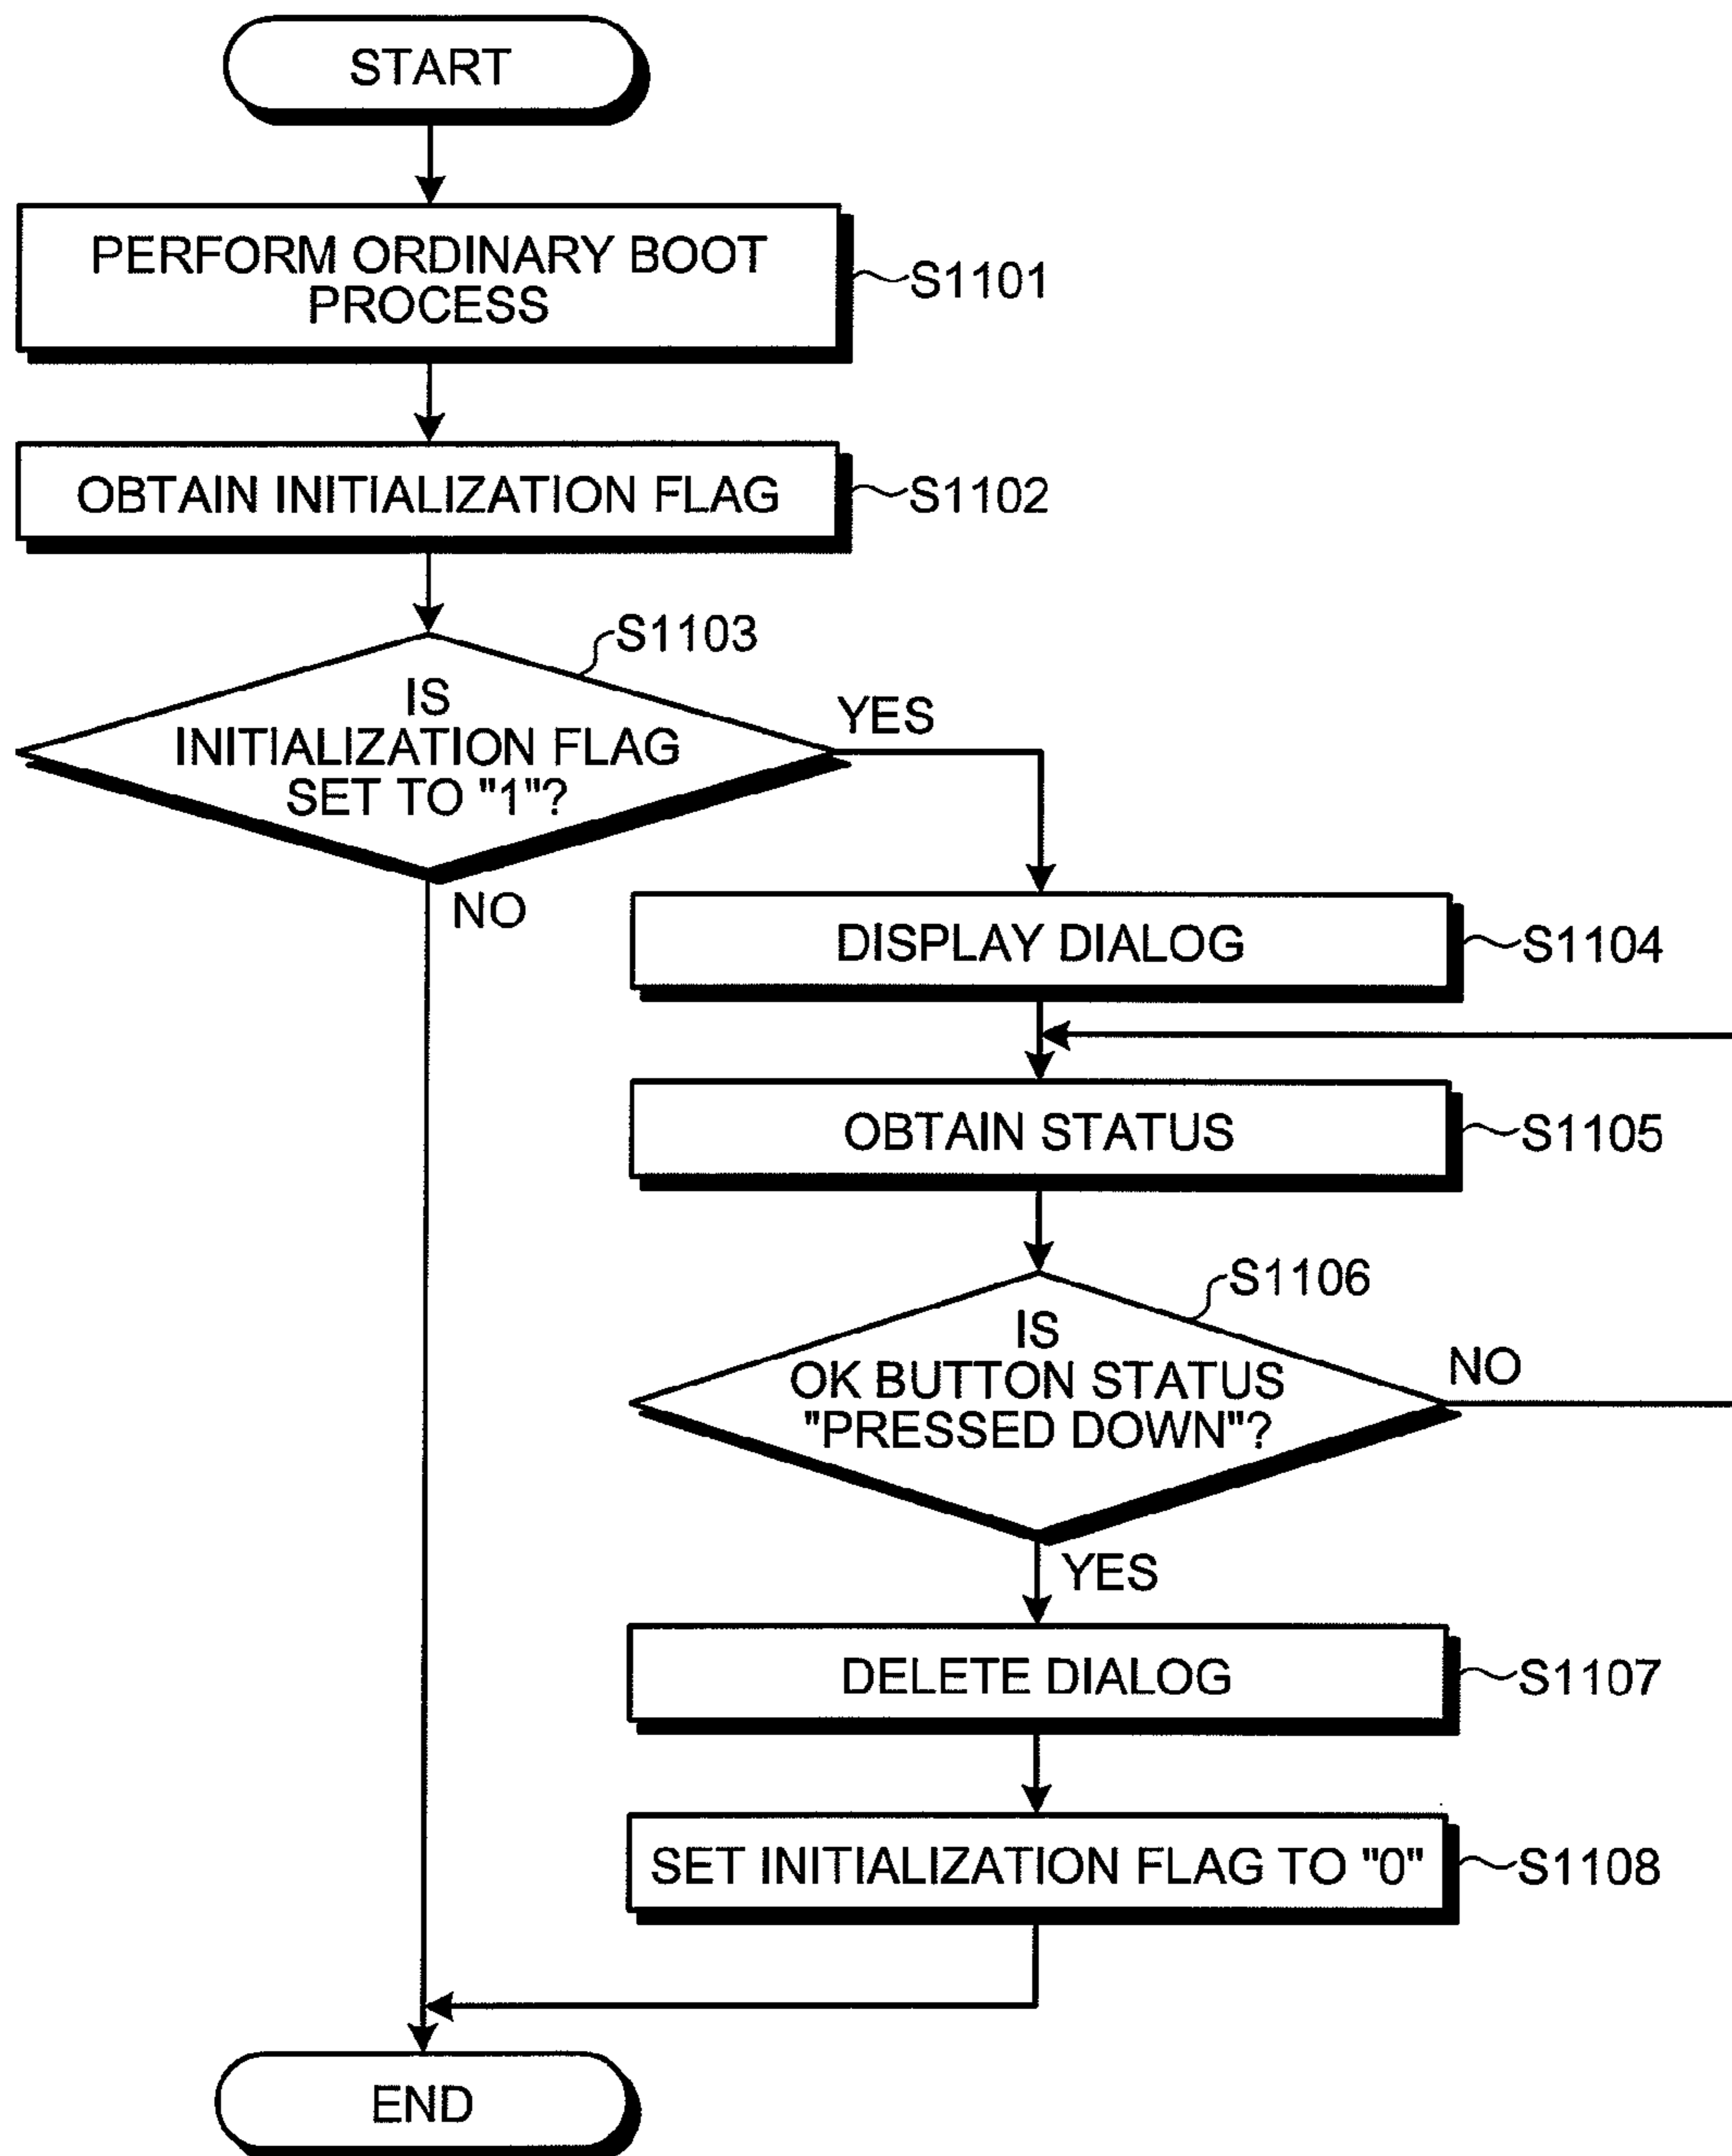 START
PERFORM ORDINARY BOOT
PROCESS
S1101
OBTAIN INITIALIZATION FLAG
S1102
S1103
IS
INITIALIZATION FLAG
SET TO "1"?
YES
NO
DISPLAY DIALOG
S1104
OBTAIN STATUS
S1105
S1106
IS
OK BUTTON STATUS
"PRESSED DOWN"?
NO
YES
DELETE DIALOG
S1107
SET INITIALIZATION FLAG TO "0"
S1108
END